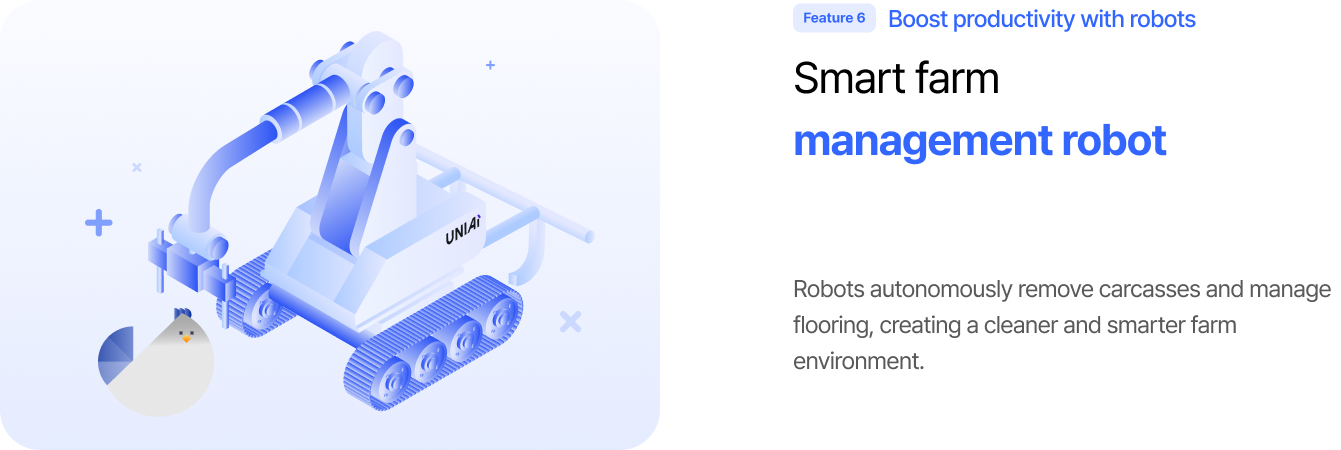 UNIAi
Feature 6
Boost productivity with robots
Smart farm
management robot
Robots autonomously remove carcasses and manage
flooring, creating a cleaner and smarter farm
environment.